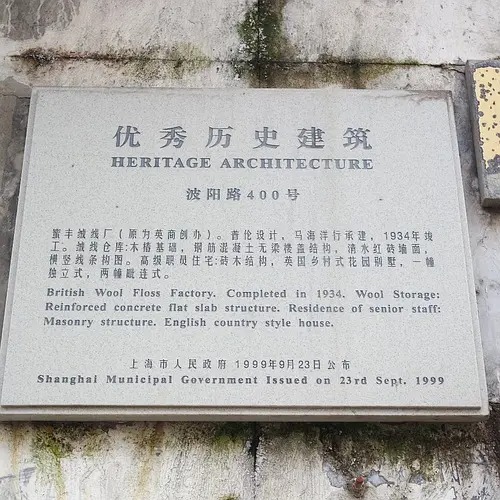 优秀历史建筑
HERITAGE ARCHITECTURE
波阳路400号
蜜丰绒线厂(原为英商创办)。普伦设计,马海洋行承建,1934年竣
工。绒线仓库:木桩基础,钢筋混凝土无梁楼盖结构,清水红砖墙面,
横竖线条构图。高级职员住宅:砖木结构,英国乡村式花园别墅,一幢
独立式,两幢毗连式。
British Wool Floss Factory. Completed in 1934. Wool Storage:
Reinforced concrete flat slab structure. Residence of senior staff:
Masonry structure. English country style house.
上海市人民政府 1999年9月23日公布
Shanghai Municipal Government Issued on 23rd Sept. 1999